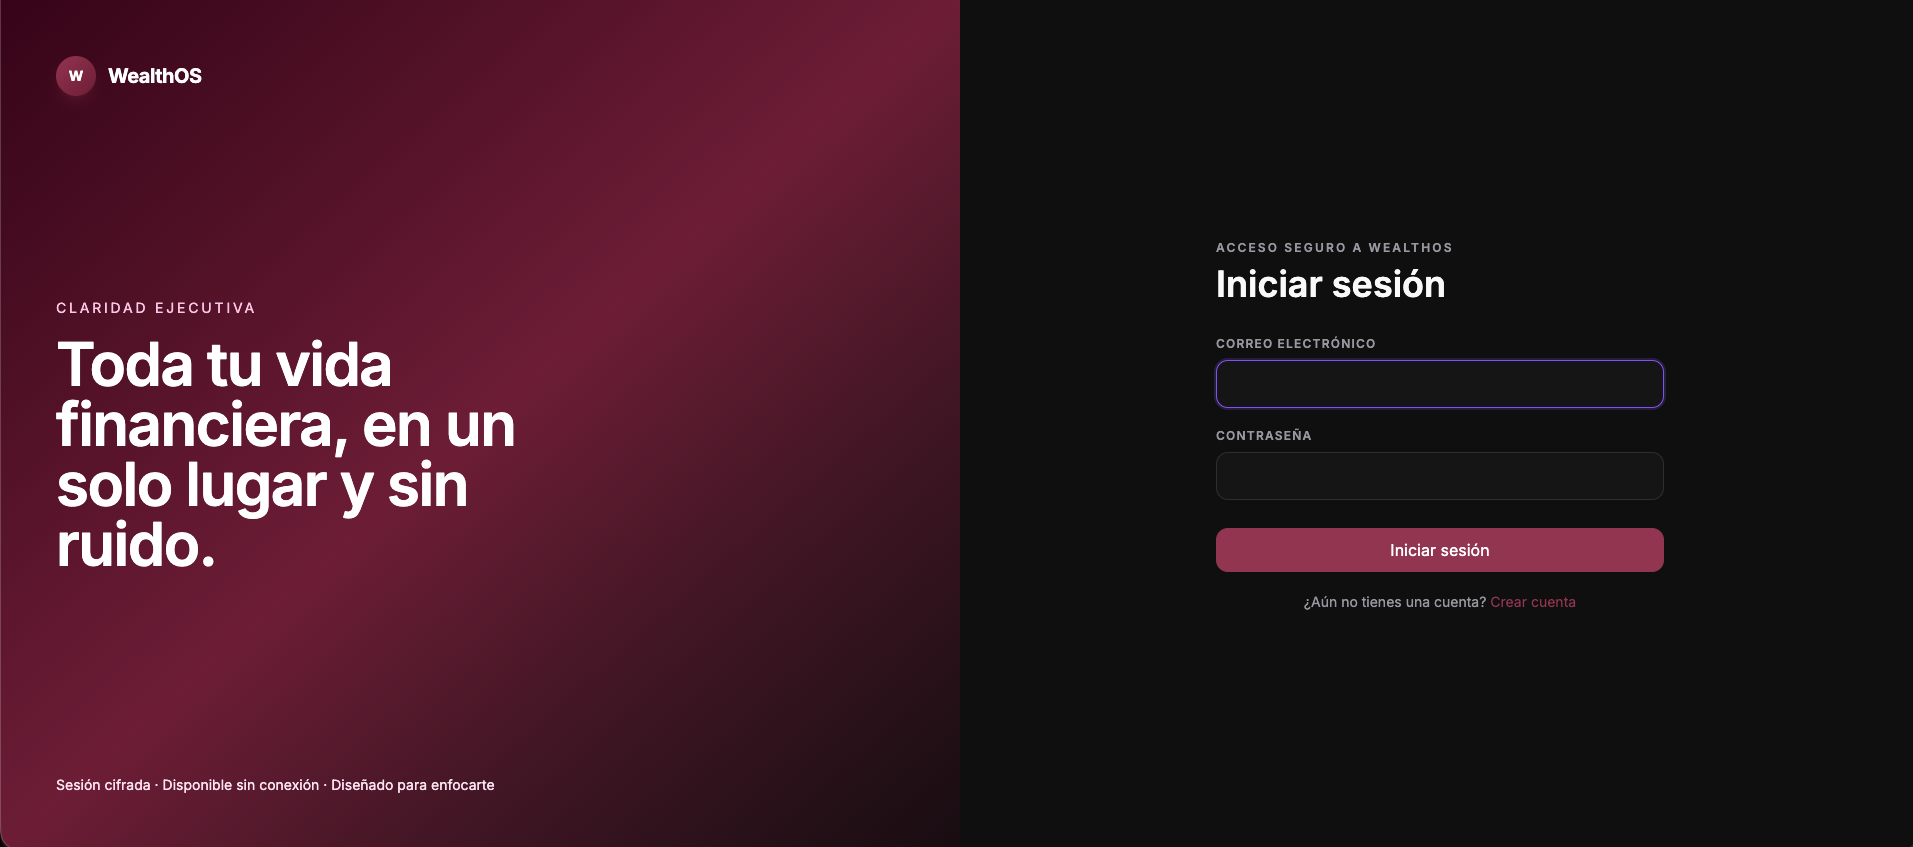 W
WealthOS
CLARIDAD EJECUTIVA
Toda tu vida
financiera, en un
solo lugar y sin
ruido.
Sesión cifrada · Disponible sin conexión · Diseñado para enfocarte
ACCESO SEGURO A WEALTHOS
Iniciar sesión
CORREO ELECTRÓNICO
CONTRASEÑA
Iniciar sesión
¿Aún no tienes una cuenta? Crear cuenta